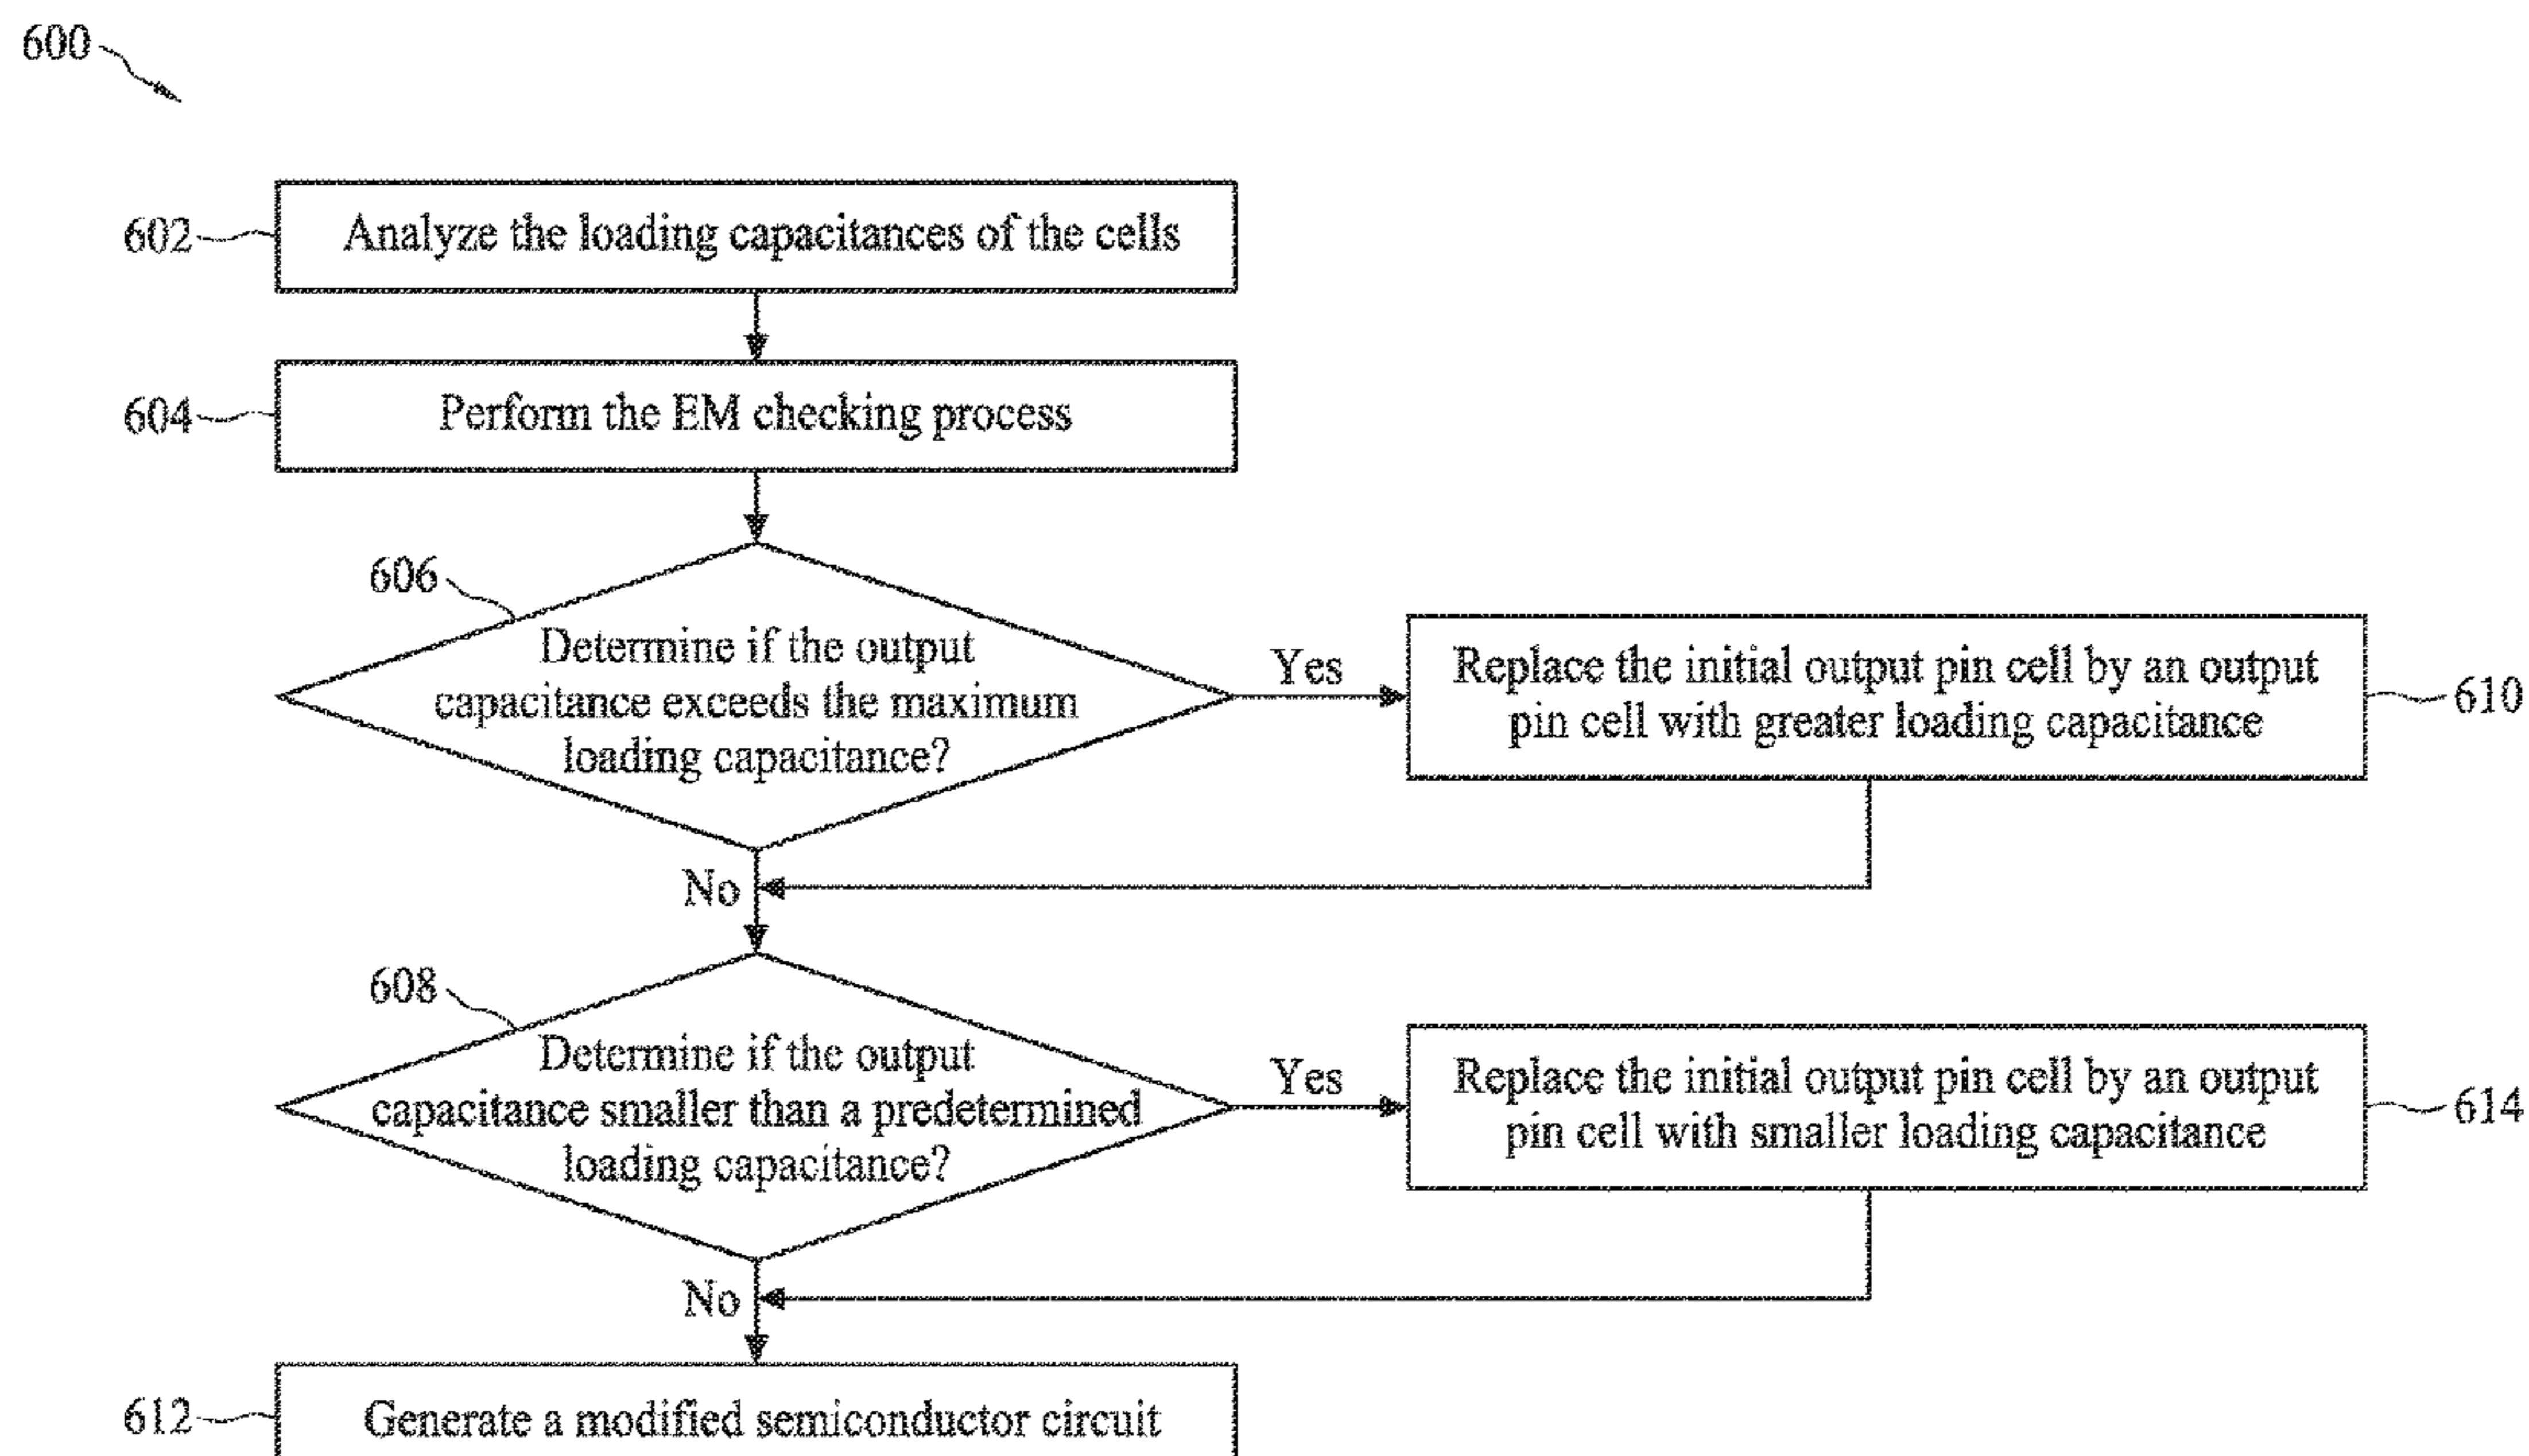 600
602
Analyze the loading capacitances of the cells
604
Perform the EM checking process
606
Determine if the output
capacitance exceeds the maximum
loading capacitance?
Yes
Replace the initial output pin cell by an output
pin cell with greater loading capacitance
610
No
608
Determine if the output
capacitance smaller than a predetermined
loading capacitance?
Yes
Replace the initial output pin cell by an output
pin cell with smaller loading capacitance
614
No
612
Generate a modified semiconductor circuit